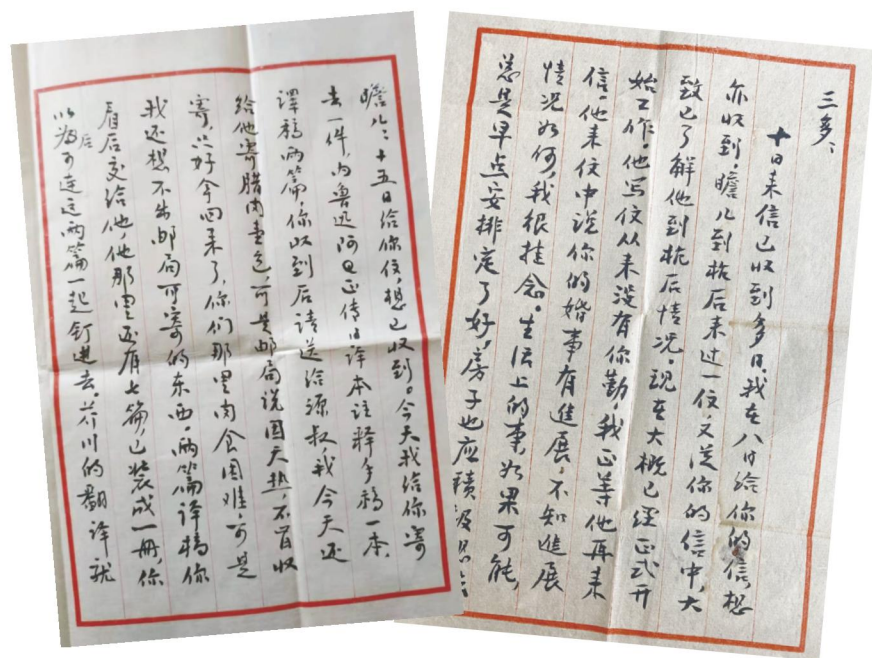 瞻儿：十五日给你信，想已收到。今天我给你寄
去一件，内鲁迅阿Q正传日译本注释手稿一本，
译稿两篇，你收到后请送给源叔，我今天还
给他寄腊肉壹包，可是邮局说因天热，不肯收
寄，只好拿回来了，你们那里肉食困难，可是
我还想不出邮局可寄的东西。两篇译稿你
看后交给他，他那里还有七篇，已装成一册，你
以为后可连这两篇一起钉进去。芥川的翻译就
三多：
十日来信已收到多日。我在八日给你的信，想
亦收到。瞻儿到杭后来过一信，又从你的信中，大
致已了解他到杭后情况。现在大概已经正式开
始工作。他写信从来没有你勤，我正等他再来
信。他来信中说你的婚事有进展，不知进展
情况如何，我很挂念。生活上的事，如果可能，
总是早点安排定了好，房子也应积极